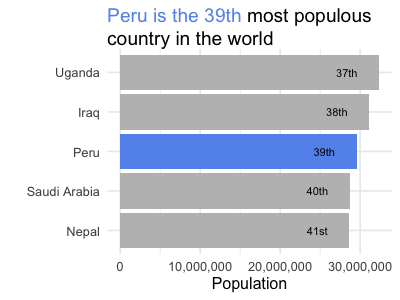 Peru is the 39th most populous
country in the world
Uganda 37th
Iraq 38th
Peru 39th
Saudi Arabia 40th
Nepal 41st
0 10,000,000 20,000,000 30,000,000
Population